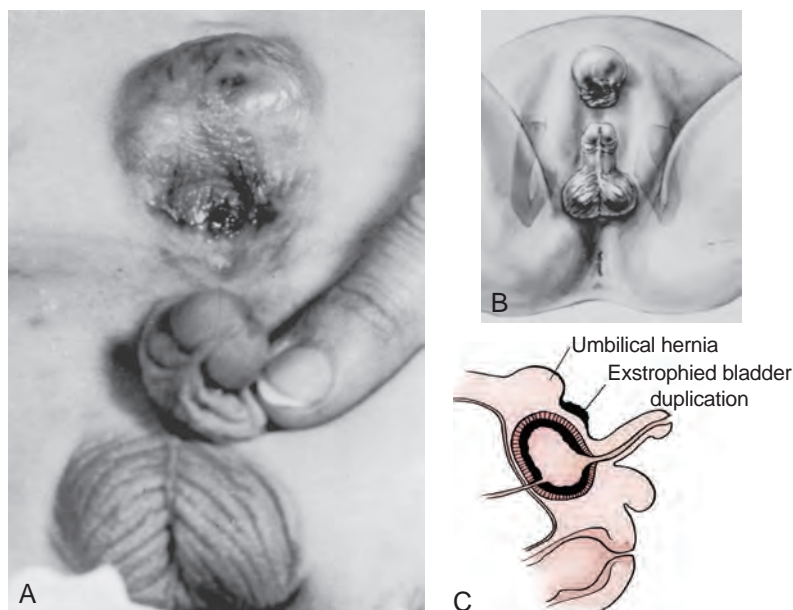 A
B
Umbilical hernia
Exstrophied bladder
duplication
C